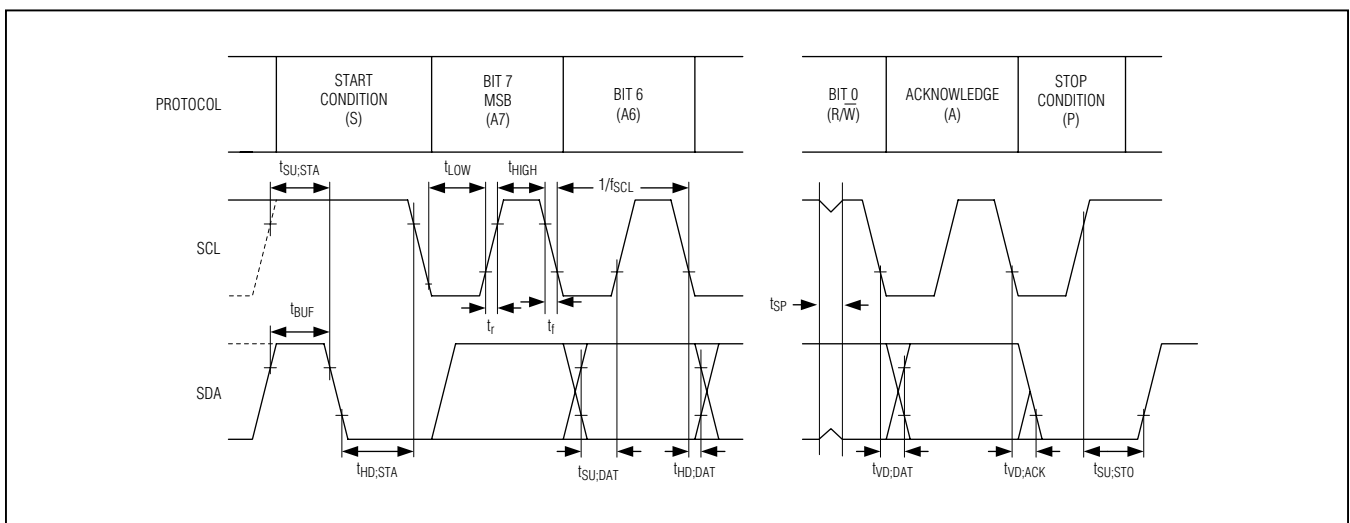 PROTOCOL
START
CONDITION
(S)
BIT 7
MSB
(A7)
BIT 6
(A6)
BIT 0
(R/W̅)
ACKNOWLEDGE
(A)
STOP
CONDITION
(P)
tSU;STA
tLOW
tHIGH
1/fSCL
SCL
tBUF
tr
tf
tSP
SDA
tHD;STA
tSU;DAT
tHD;DAT
tVD;DAT
tVD;ACK
tSU;STO